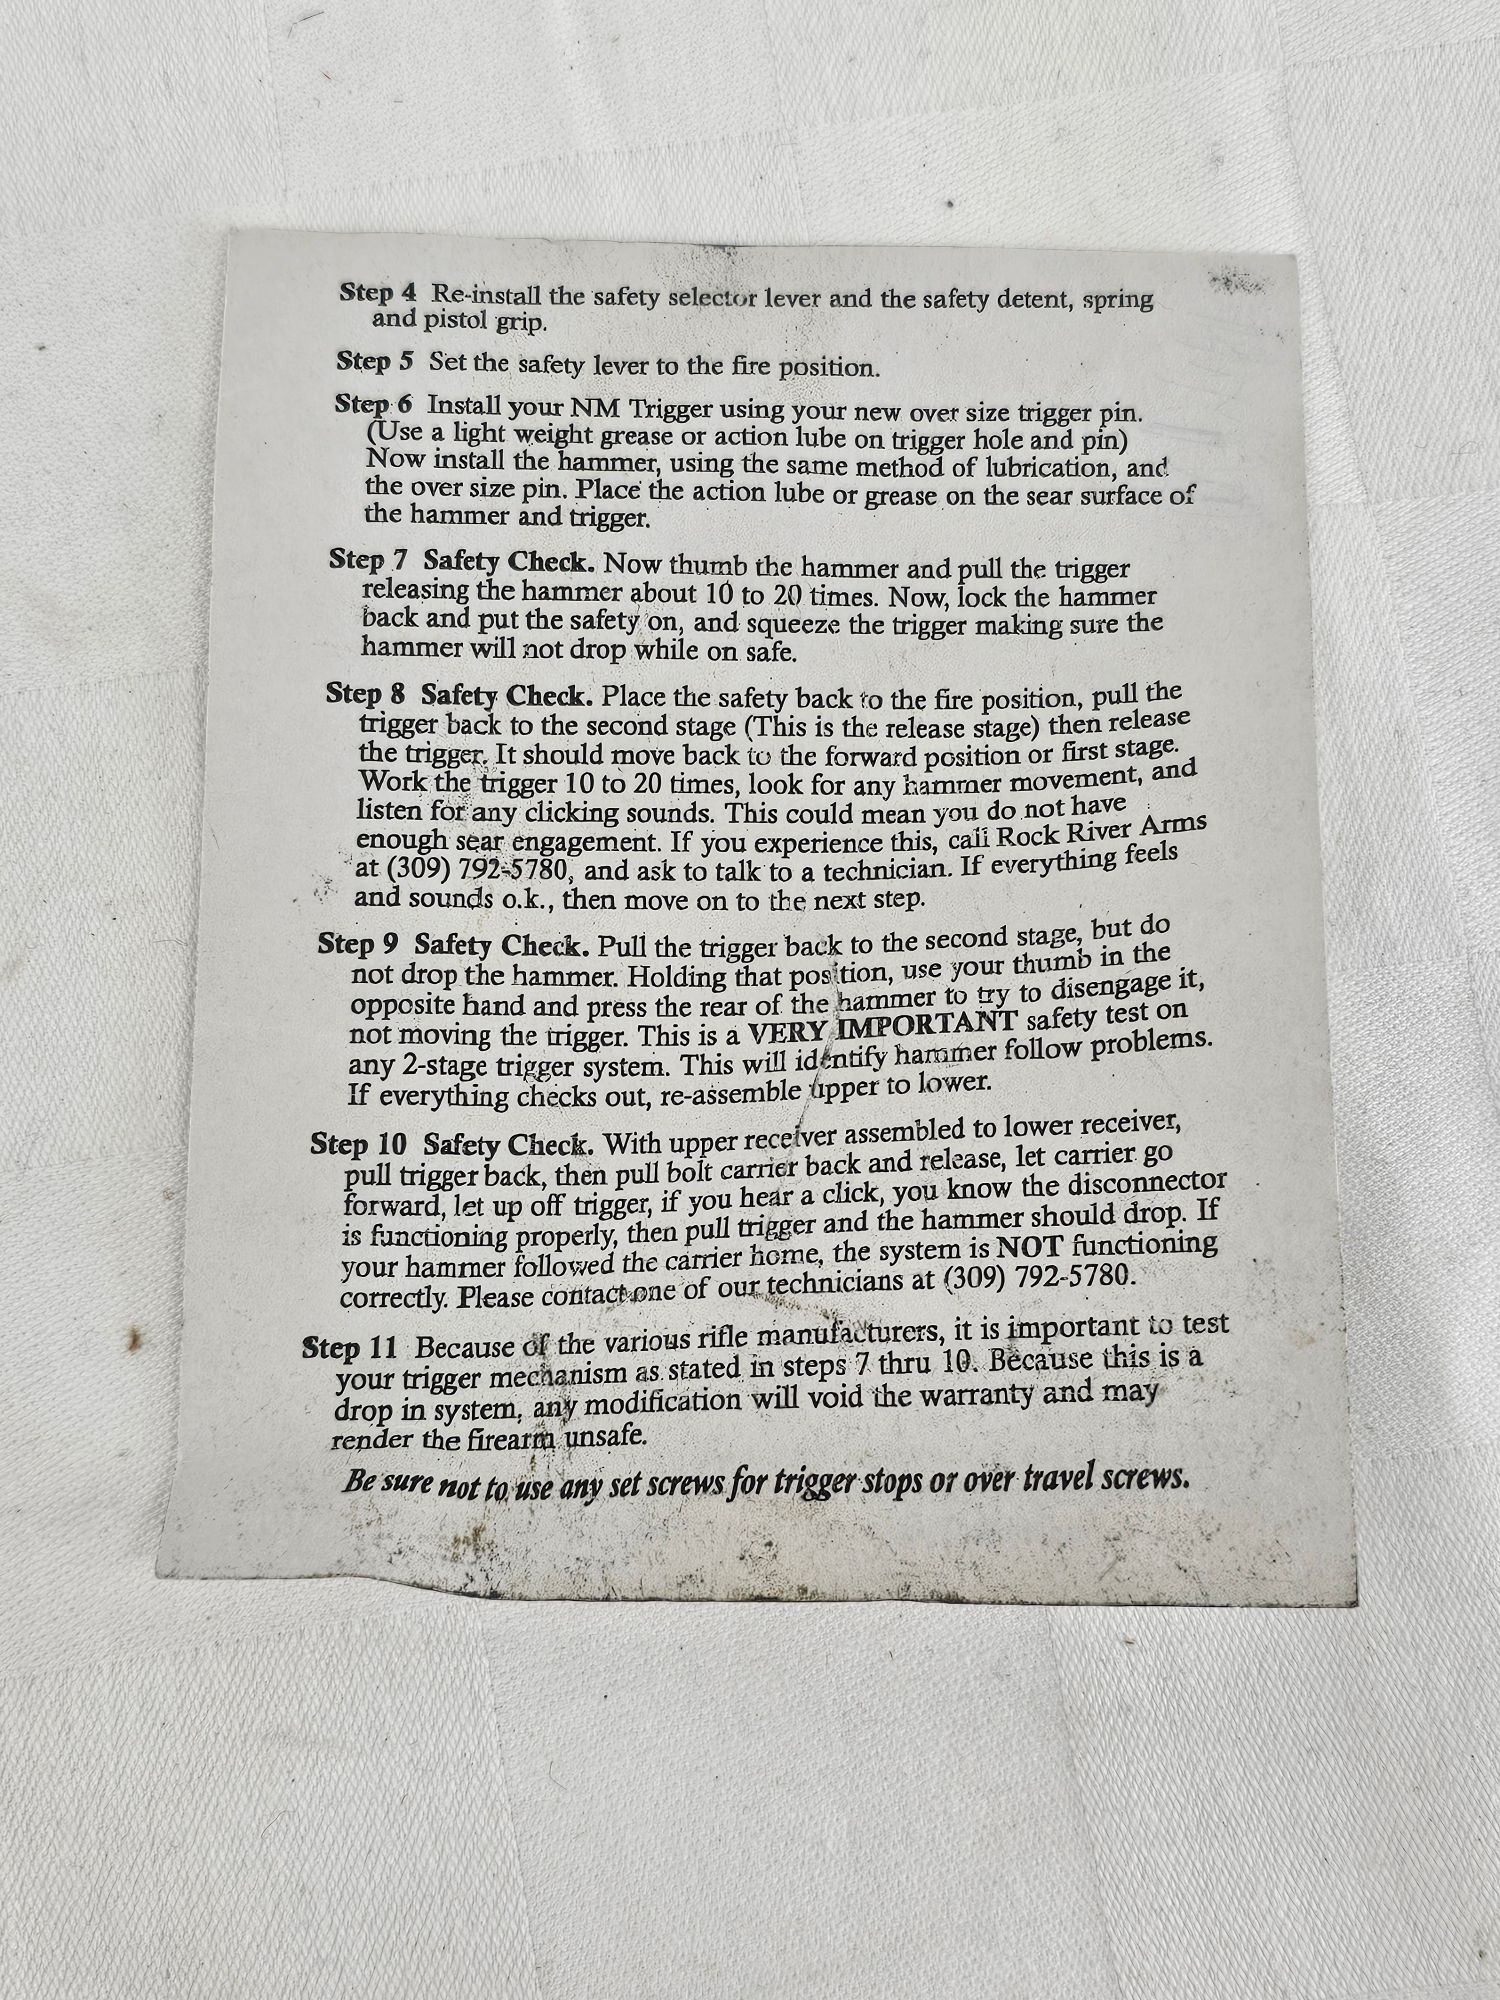 Step 4 Re-install the safety selector lever and the safety detent, spring
and pistol grip.
Step 5 Set the safety lever to the fire position.
Step 6 Install your NM Trigger using your new over size trigger pin.
(Use a light weight grease or action lube on trigger hole and pin)
Now install the hammer, using the same method of lubrication, and
the over size pin. Place the action lube or grease on the sear surface of
the hammer and trigger.
Step 7 Safety Check. Now thumb the hammer and pull the trigger
releasing the hammer about 10 to 20 times. Now, lock the hammer
back and put the safety on, and squeeze the trigger making sure the
hammer will not drop while on safe.
Step 8 Safety Check. Place the safety back to the fire position, pull the
trigger back to the second stage (This is the release stage) then release
the trigger. It should move back to the forward position or first stage.
Work the trigger 10 to 20 times, look for any hammer movement, and
listen for any clicking sounds. This could mean you do not have
enough sear engagement. If you experience this, call Rock River Arms
at (309) 792-5780, and ask to talk to a technician. If everything feels
and sounds o.k., then move on to the next step.
Step 9 Safety Check. Pull the trigger back to the second stage, but do
not drop the hammer. Holding that position, use your thumb in the
opposite hand and press the rear of the hammer to try to disengage it,
not moving the trigger. This is a VERY IMPORTANT safety test on
any 2-stage trigger system. This will identify hammer follow problems.
If everything checks out, re-assemble upper to lower.
Step 10 Safety Check. With upper receiver assembled to lower receiver,
pull trigger back, then pull bolt carrier back and release, let carrier go
forward, let up off trigger, if you hear a click, you know the disconnector
is functioning properly, then pull trigger and the hammer should drop. If
your hammer followed the carrier home, the system is NOT functioning
correctly. Please contact one of our technicians at (309) 792-5780.
Step 11 Because of the various rifle manufacturers, it is important to test
your trigger mechanism as stated in steps 7 thru 10. Because this is a
drop in system, any modification will void the warranty and may
render the firearm unsafe.
Be sure not to use any set screws for trigger stops or over travel screws.